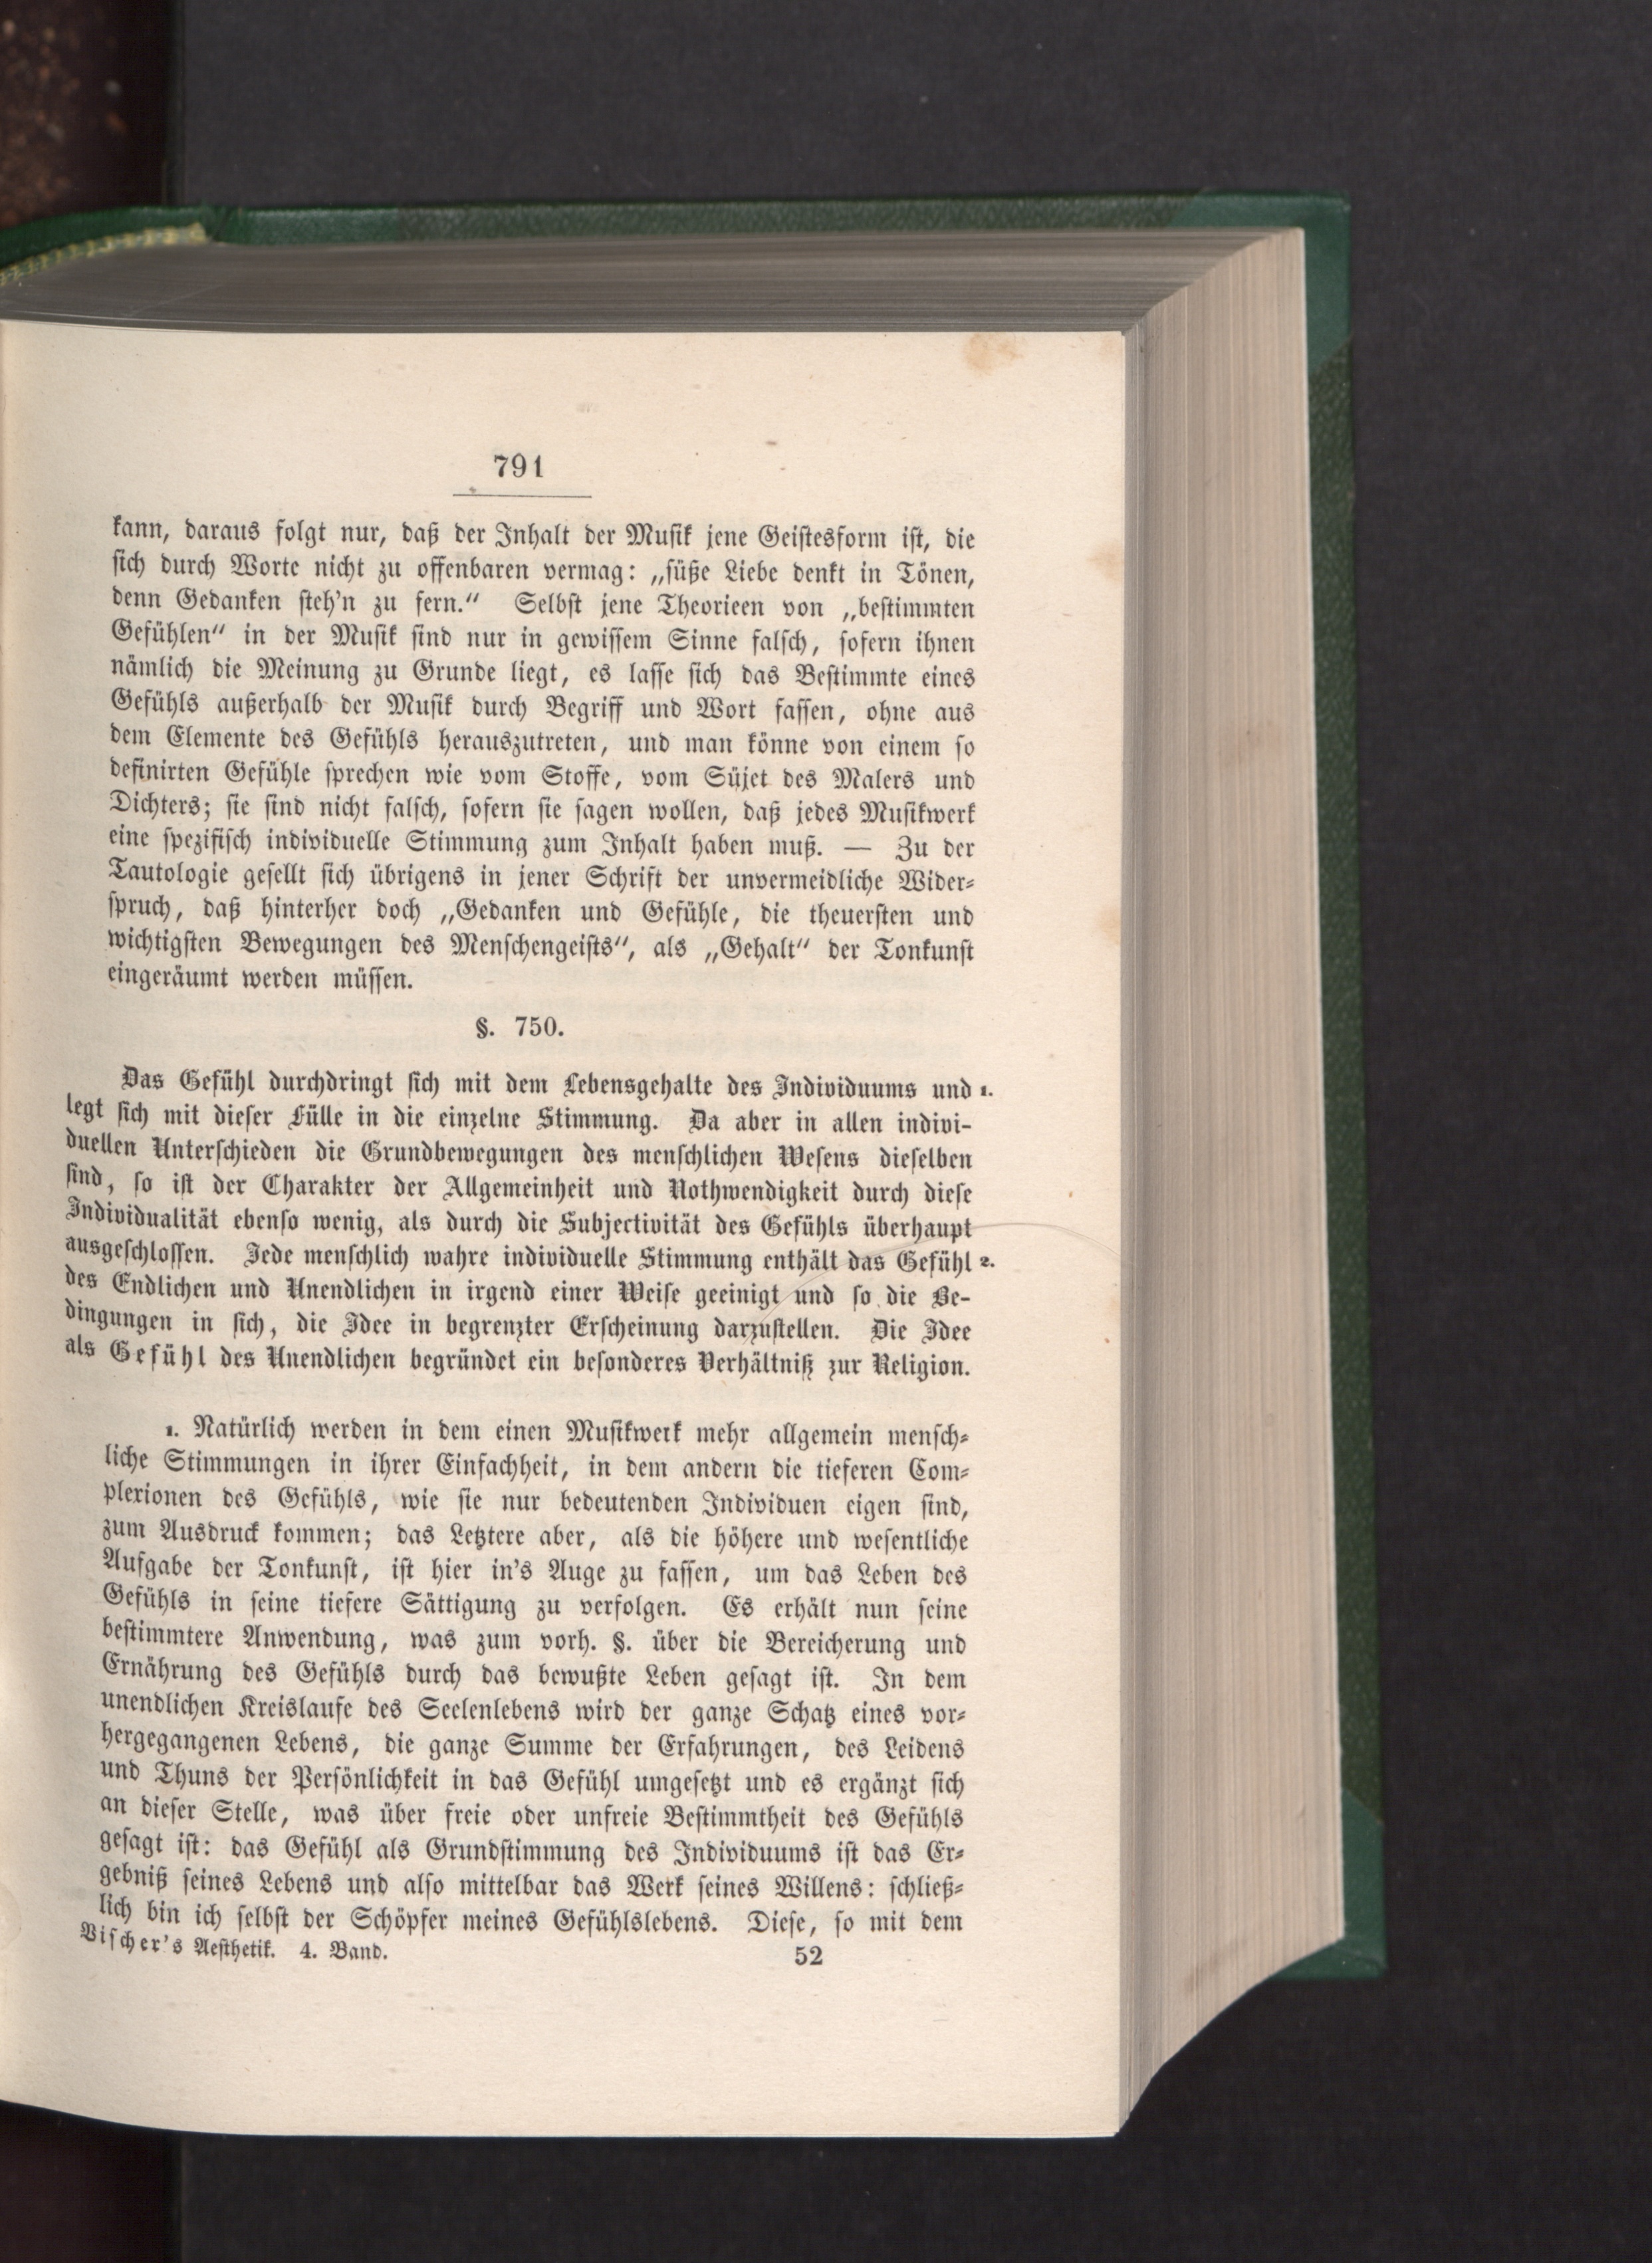 791
kann, daraus folgt nur, daß der Inhalt der Musik jene Geistesform ist, die
sich durch Worte nicht zu offenbaren vermag: „süße Liebe denkt in Tönen,
denn Gedanken steh'n zu fern.“ Selbst jene Theorieen von „bestimmten
Gefühlen“ in der Musik sind nur in gewissem Sinne falsch, sofern ihnen
nämlich die Meinung zu Grunde liegt, es lasse sich das Bestimmte eines
Gefühls außerhalb der Musik durch Begriff und Wort fassen, ohne aus
dem Elemente des Gefühls herauszutreten, und man könne von einem so
definirten Gefühle sprechen wie vom Stoffe, vom Süjet des Malers und
Dichters; sie sind nicht falsch, sofern sie sagen wollen, daß jedes Musikwerk
eine spezifisch individuelle Stimmung zum Inhalt haben muß. — Zu der
Tautologie gesellt sich übrigens in jener Schrift der unvermeidliche Wider-
spruch, daß hinterher doch „Gedanken und Gefühle, die theuersten und
wichtigsten Bewegungen des Menschengeists“, als „Gehalt“ der Tonkunst
eingeräumt werden müssen.
§. 750.
Das Gefühl durchdringt sich mit dem Lebensgehalte des Individuums und 1.
legt sich mit dieser Fülle in die einzelne Stimmung. Da aber in allen indivi-
duellen Unterschieden die Grundbewegungen des menschlichen Wesens dieselben
sind, so ist der Charakter der Allgemeinheit und Nothwendigkeit durch diese
Individualität ebenso wenig, als durch die Subjectivität des Gefühls überhaupt
ausgeschlossen. Jede menschlich wahre individuelle Stimmung enthält das Gefühl 2.
des Endlichen und Unendlichen in irgend einer Weise geeinigt und so die Be-
dingungen in sich, die Idee in begrenzter Erscheinung darzustellen. Die Idee
als Gefühl des Unendlichen begründet ein besonderes Verhältniß zur Religion.
1. Natürlich werden in dem einen Musikwerk mehr allgemein mensch-
liche Stimmungen in ihrer Einfachheit, in dem andern die tieferen Com-
plexionen des Gefühls, wie sie nur bedeutenden Individuen eigen sind,
zum Ausdruck kommen; das Letztere aber, als die höhere und wesentliche
Aufgabe der Tonkunst, ist hier in's Auge zu fassen, um das Leben des
Gefühls in seine tiefere Sättigung zu verfolgen. Es erhält nun seine
bestimmtere Anwendung, was zum vorh. §. über die Bereicherung und
Ernährung des Gefühls durch das bewußte Leben gesagt ist. In dem
unendlichen Kreislaufe des Seelenlebens wird der ganze Schatz eines vor-
hergegangenen Lebens, die ganze Summe der Erfahrungen, des Leidens
und Thuns der Persönlichkeit in das Gefühl umgesetzt und es ergänzt sich
an dieser Stelle, was über freie oder unfreie Bestimmtheit des Gefühls
gesagt ist: das Gefühl als Grundstimmung des Individuums ist das Er-
gebniß seines Lebens und also mittelbar das Werk seines Willens: schließ-
lich bin ich selbst der Schöpfer meines Gefühlslebens. Diese, so mit dem
Vischer's Aesthetik. 4. Band. 52